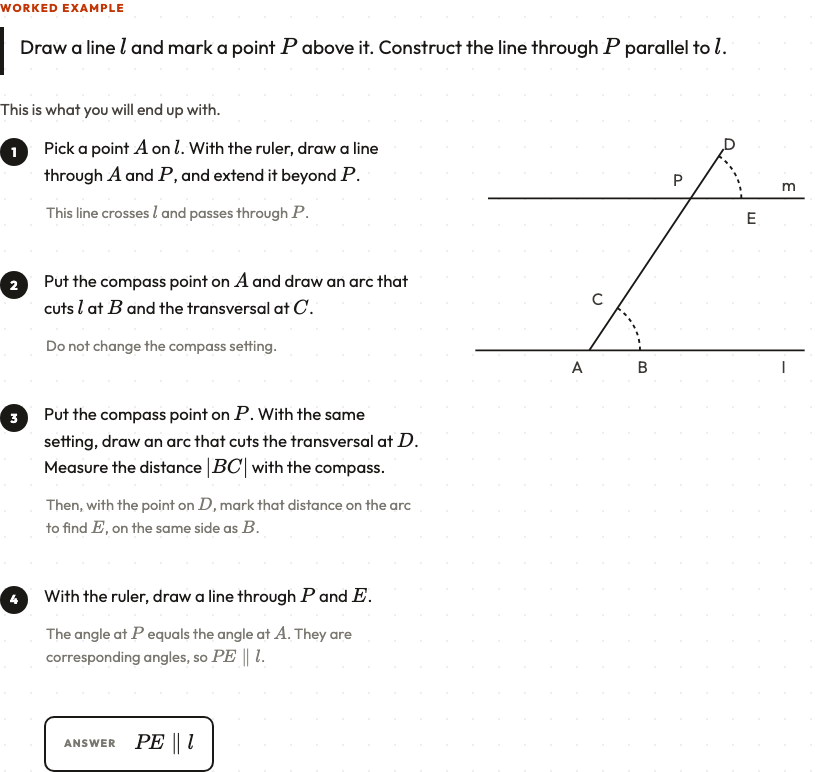 WORKED EXAMPLE
Draw a line l and mark a point P above it. Construct the line through P parallel to l.
This is what you will end up with.
1
Pick a point A on l. With the ruler, draw a line
through A and P, and extend it beyond P.
This line crosses l and passes through P.
2
Put the compass point on A and draw an arc that
cuts l at B and the transversal at C.
Do not change the compass setting.
3
Put the compass point on P. With the same
setting, draw an arc that cuts the transversal at D.
Measure the distance |BC| with the compass.
Then, with the point on D, mark that distance on the arc
to find E, on the same side as B.
4
With the ruler, draw a line through P and E.
The angle at P equals the angle at A. They are
corresponding angles, so PE ∥ l.
ANSWER PE ∥ l
D
P
m
E
C
A
B
l